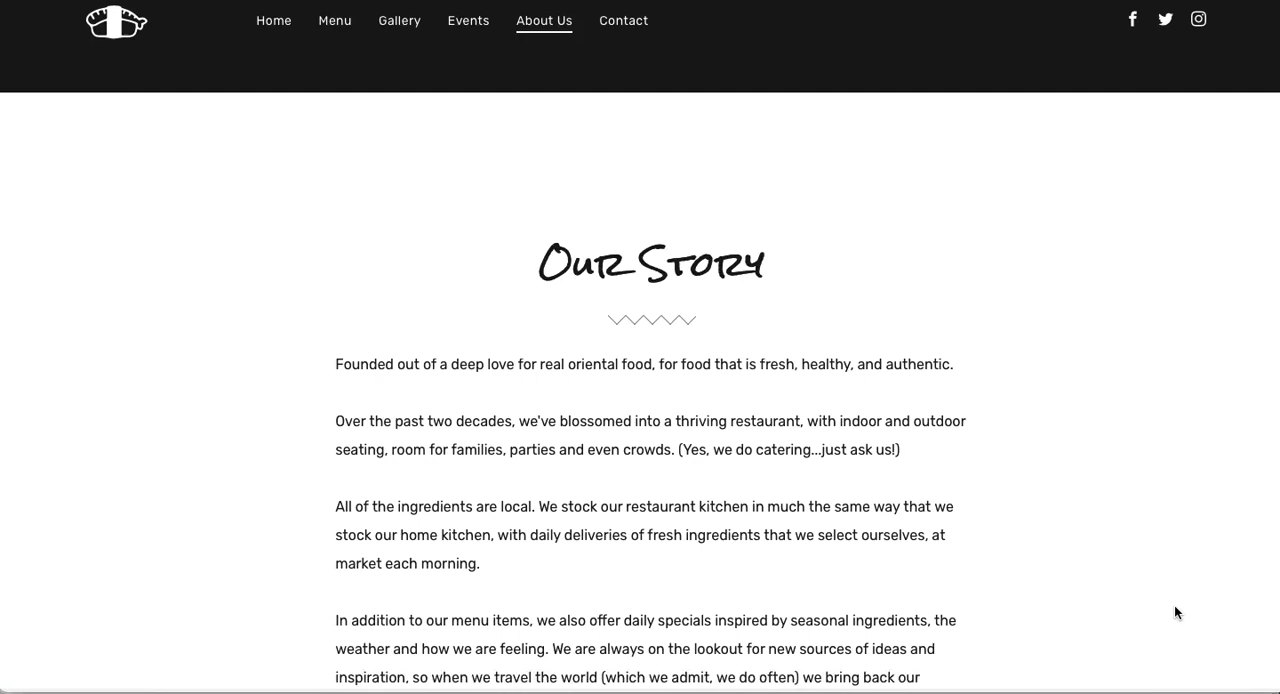 Home Menu Gallery Events About Us Contact
Our Story
Founded out of a deep love for real oriental food, for food that is fresh, healthy, and authentic.
Over the past two decades, we've blossomed into a thriving restaurant, with indoor and outdoor
seating, room for families, parties and even crowds. (Yes, we do catering...just ask us!)
All of the ingredients are local. We stock our restaurant kitchen in much the same way that we
stock our home kitchen, with daily deliveries of fresh ingredients that we select ourselves, at
market each morning.
In addition to our menu items, we also offer daily specials inspired by seasonal ingredients, the
weather and how we are feeling. We are always on the lookout for new sources of ideas and
inspiration, so when we travel the world (which we admit, we do often) we bring back our